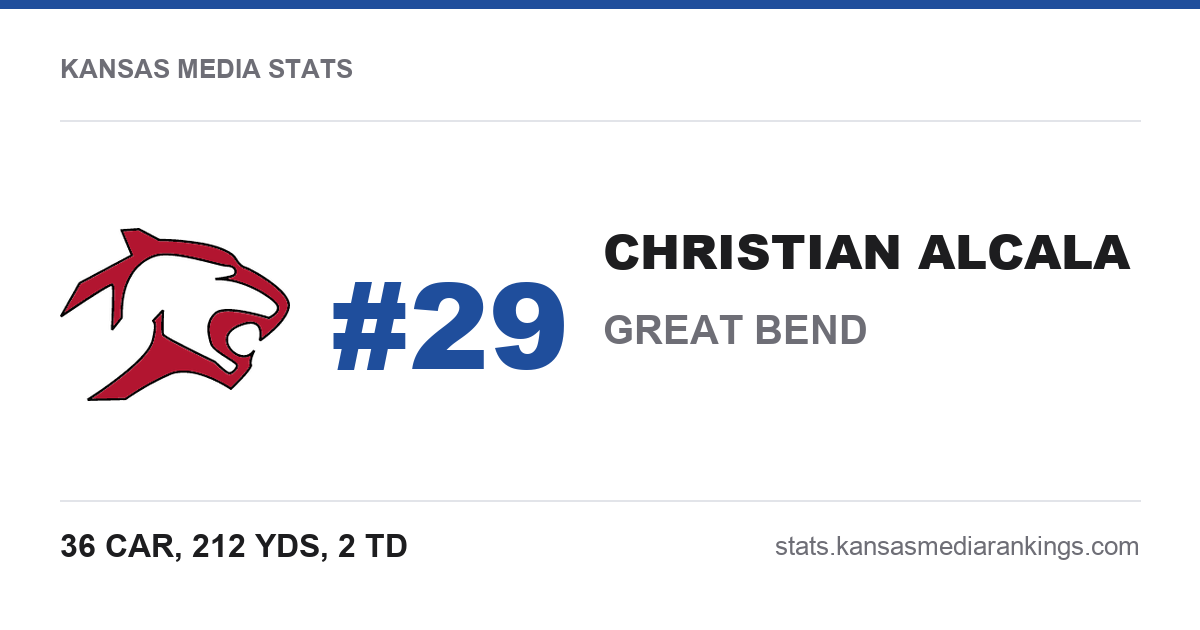 KANSAS MEDIA STATS
#29
CHRISTIAN ALCALA
GREAT BEND
36 CAR, 212 YDS, 2 TD
stats.kansasmediarankings.com